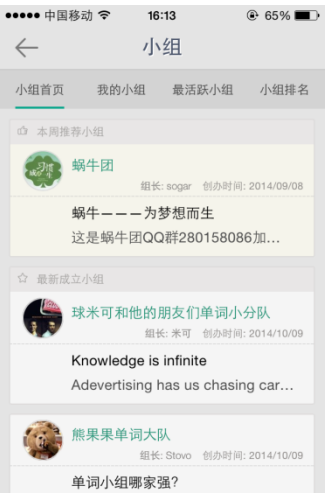 中国移动 16:13 65%
小组
小组首页 我的小组 最活跃小组 小组排名
本周推荐小组
蜗牛团
组长: sogar 创办时间: 2014/09/08
蜗牛———为梦想而生
这是蜗牛团QQ群280158086加...
最新成立小组
球米可和他的朋友们单词小分队
组长: 米可 创办时间: 2014/10/09
Knowledge is infinite
Adevertising has us chasing car...
熊果果单词大队
组长: Stovo 创办时间: 2014/10/09
单词小组哪家强?